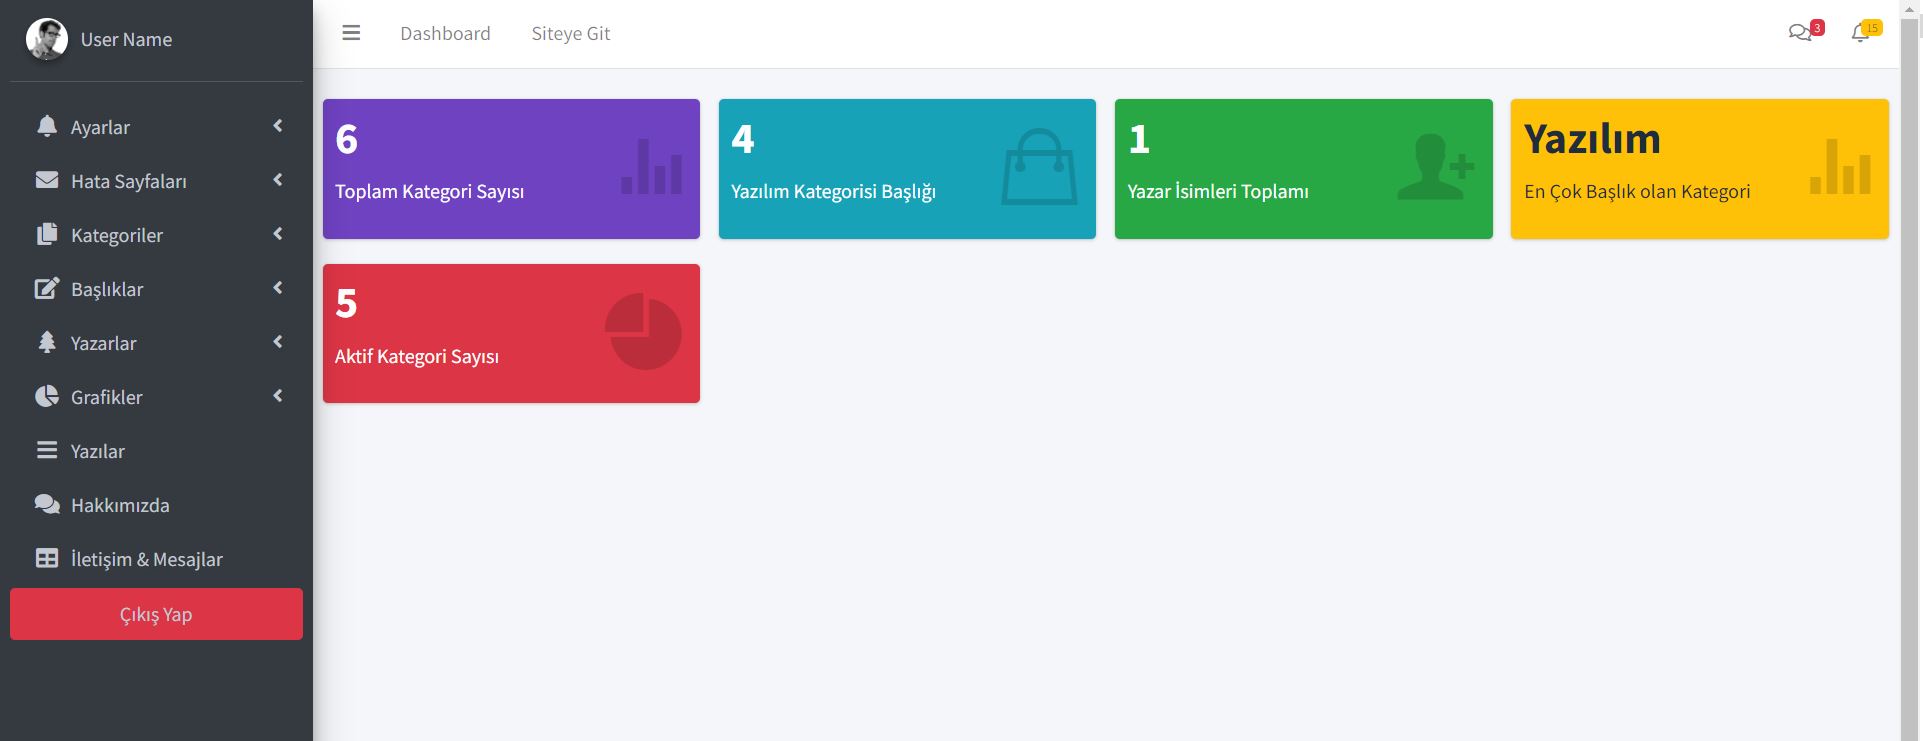 User Name
Ayarlar
Hata Sayfaları
Kategoriler
Başlıklar
Yazarlar
Grafikler
Yazılar
Hakkımızda
İletişim & Mesajlar
Çıkış Yap
Dashboard
Siteye Git
3
15
6
Toplam Kategori Sayısı
4
Yazılım Kategorisi Başlığı
1
Yazar İsimleri Toplamı
Yazılım
En Çok Başlık olan Kategori
5
Aktif Kategori Sayısı